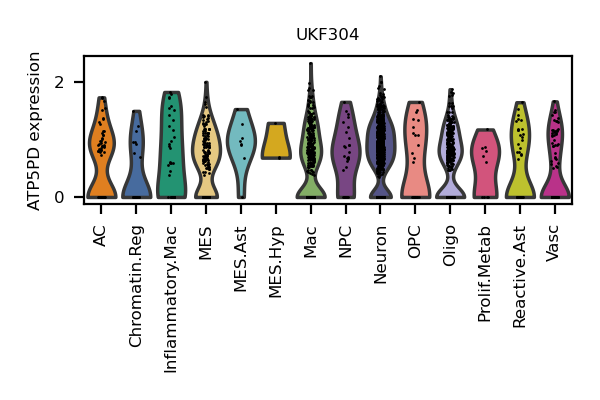 UKF304
ATP5PD expression
2
0
AC
Chromatin.Reg
Inflammatory.Mac
MES
MES.Ast
MES.Hyp
Mac
NPC
Neuron
OPC
Oligo
Prolif.Metab
Reactive.Ast
Vasc